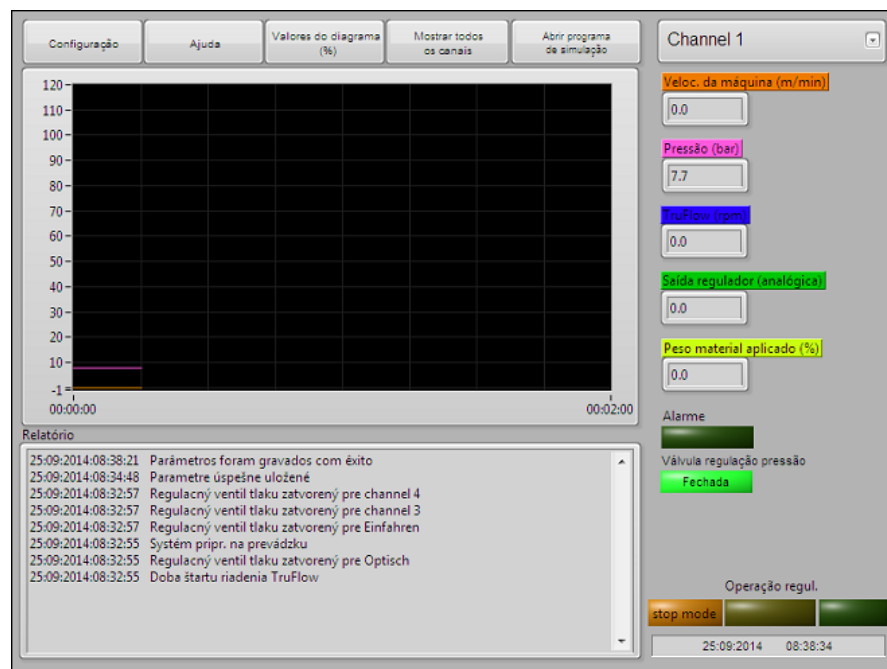 Configuração
Ajuda
Valores do diagrama
(%)
Mostrar todos
os canais
Abrir programa
de simulação
Channel 1
120
110
100
90
80
70
60
50
40
30
20
10
-1
00:00:00
00:02:00
Veloc. da máquina (m/min)
0.0
Pressão (bar)
7.7
TruFlow (rpm)
0.0
Saída regulador (analógica)
0.0
Peso material aplicado (%)
0.0
Alarme
Válvula regulação pressão
Fechada
Relatório
25:09:2014:08:38:21 Parámetros foram gravados com êxito
25:09:2014:08:34:48 Parametre úspešne uložené
25:09:2014:08:32:57 Regulacný ventil tlaku zatvorený pre channel 4
25:09:2014:08:32:57 Regulacný ventil tlaku zatvorený pre channel 3
25:09:2014:08:32:57 Regulacný ventil tlaku zatvorený pre Einfahren
25:09:2014:08:32:55 Systém pripr. na prevádzku
25:09:2014:08:32:55 Regulacný ventil tlaku zatvorený pre Optisch
25:09:2014:08:32:55 Doba štartu riadenia TruFlow
Operação regul.
stop mode
25:09:2014 08:38:34